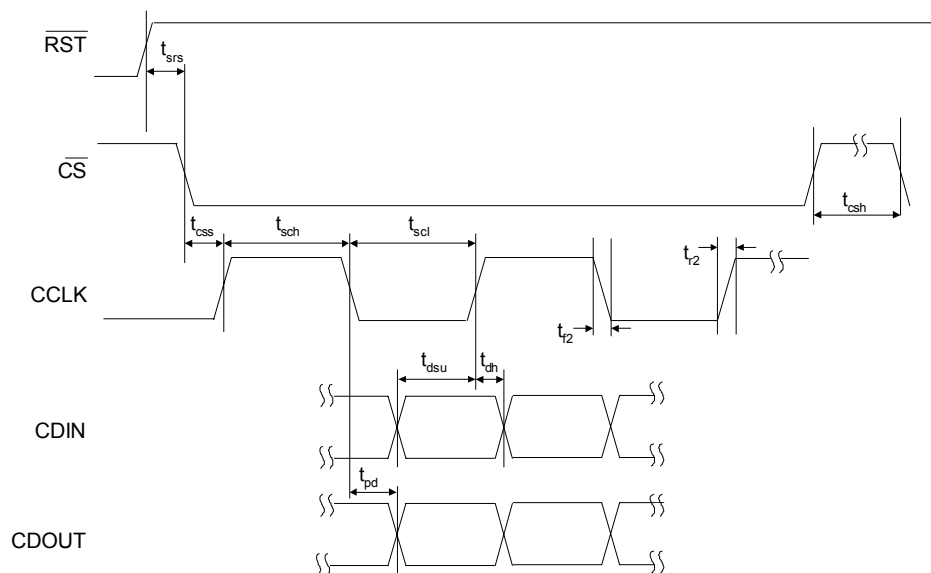 RST
t_srs
CS
t_csh
t_css t_sch t_scl
t_r2
CCLK
t_f2
t_dsu t_dh
CDIN
t_pd
CDOUT